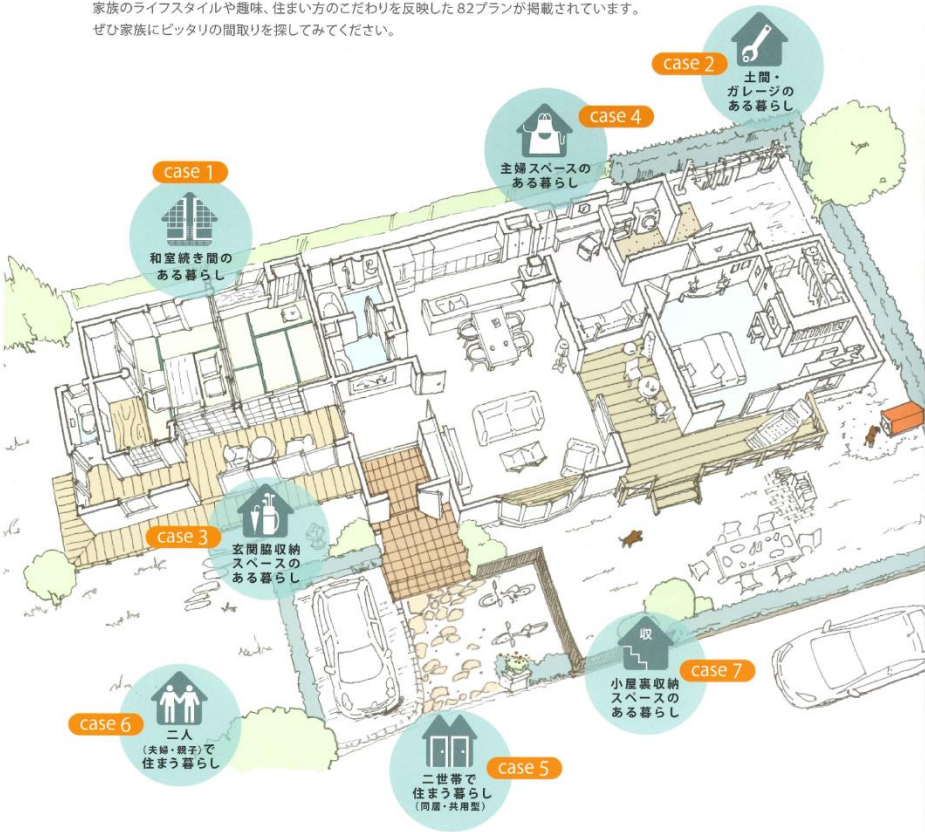 家族のライフスタイルや趣味、住まい方のこだわりを反映した82プランが掲載されています。
ぜひ家族にピッタリの間取りを探してみてください。
case 2
土間・
ガレージの
ある暮らし
case 4
主婦スペースの
ある暮らし
case 1
和室続き間の
ある暮らし
case 3
玄関脇収納
スペースの
ある暮らし
収
case 7
小屋裏収納
スペースの
ある暮らし
case 6
二人
（夫婦・親子）で
住まう暮らし
case 5
二世帯で
住まう暮らし
（同居・共用型）